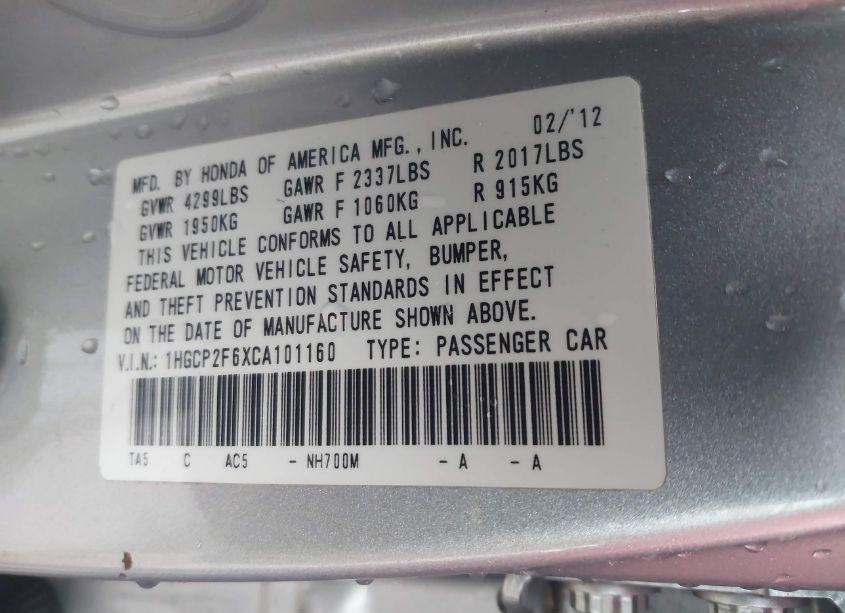 MFD. BY HONDA OF AMERICA MFG., INC. 02/'12
GVWR 4299LBS GAWR F 2337LBS R 2017LBS
GVWR 1950KG GAWR F 1060KG R 915KG
THIS VEHICLE CONFORMS TO ALL APPLICABLE
FEDERAL MOTOR VEHICLE SAFETY, BUMPER,
AND THEFT PREVENTION STANDARDS IN EFFECT
ON THE DATE OF MANUFACTURE SHOWN ABOVE.
V.I.N.: 1HGCP2F6XCA101160 TYPE: PASSENGER CAR
TA5 C AC5 - NH700M - A - A